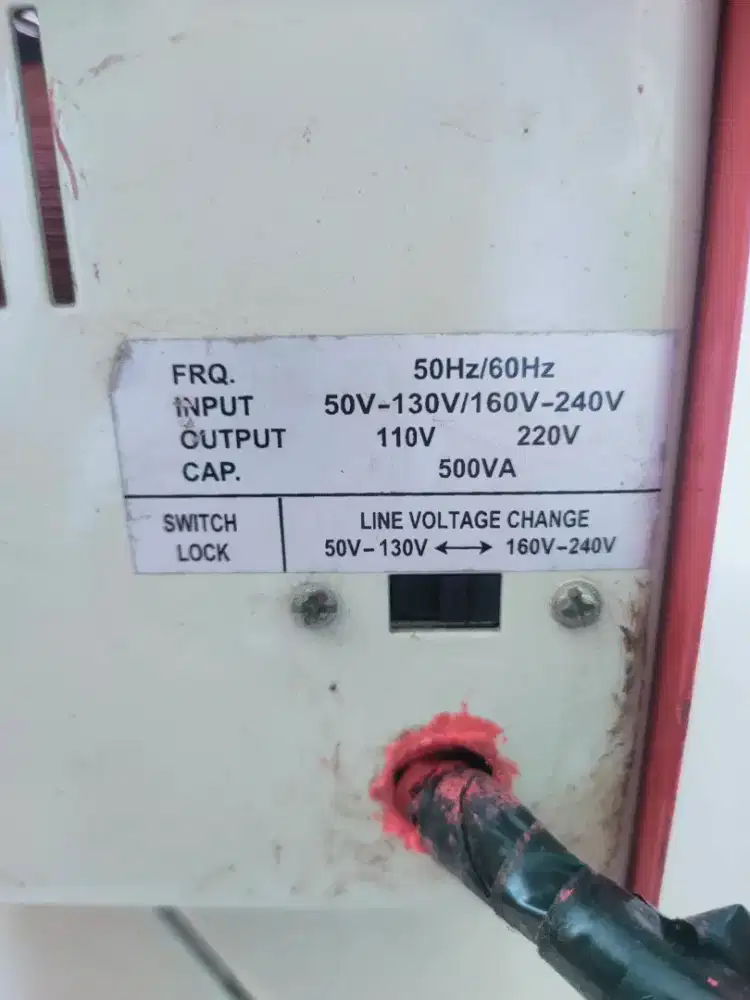 FRQ. 50Hz/60Hz
INPUT 50V-130V/160V-240V
OUTPUT 110V 220V
CAP. 500VA
SWITCH LOCK
LINE VOLTAGE CHANGE
50V-130V ⟷ 160V-240V